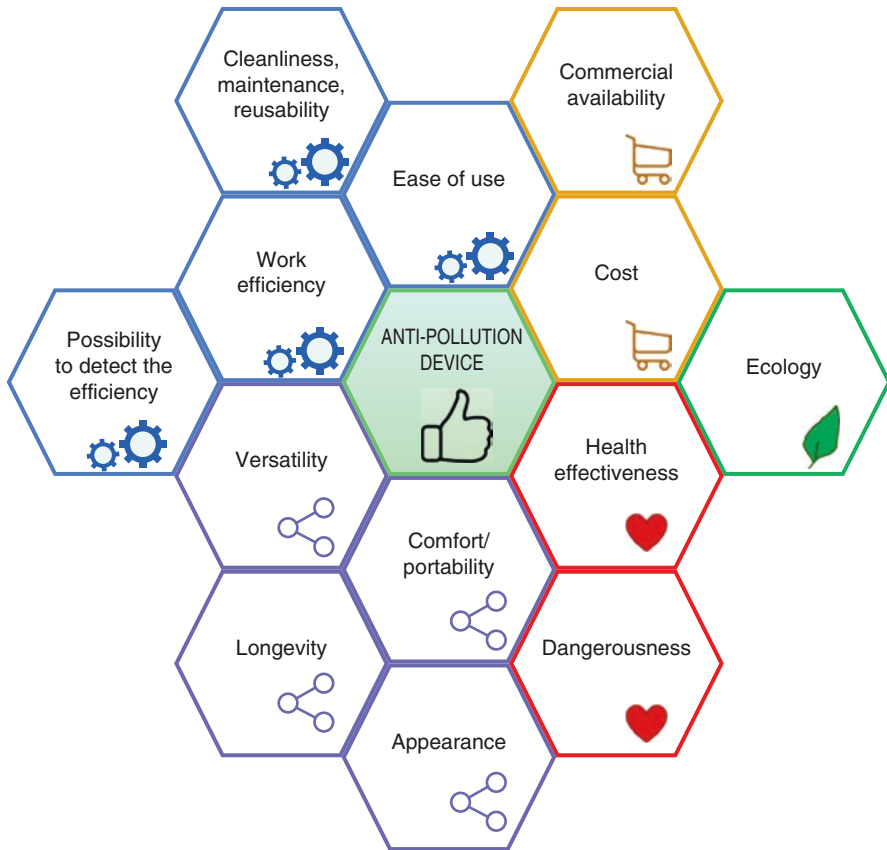 Cleanliness,
maintenance,
reusability
Commercial
availability
Ease of use
Work
efficiency
Cost
Possibility
to detect the
efficiency
ANTI-POLLUTION
DEVICE
Ecology
Versatility
Health
effectiveness
Comfort/
portability
Longevity
Dangerousness
Appearance